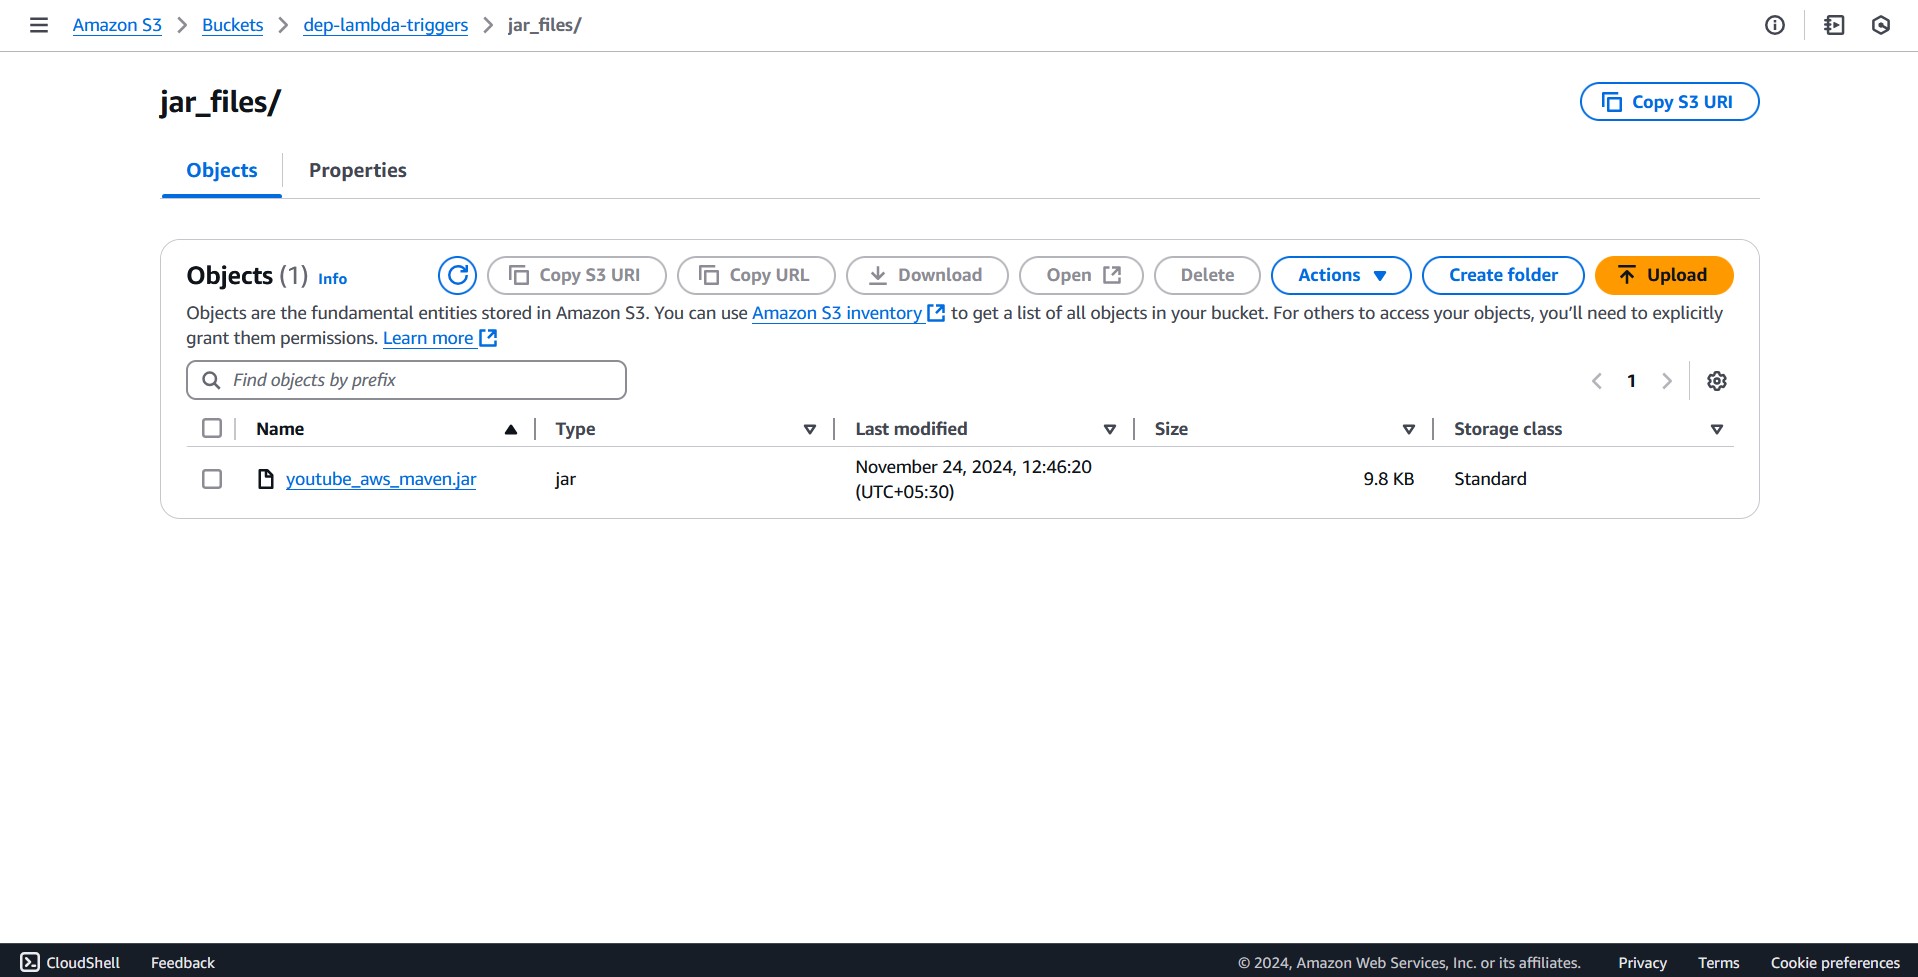 Amazon S3 > Buckets > dep-lambda-triggers > jar_files/
jar_files/
Copy S3 URI
Objects
Properties
Objects (1) Info
Copy S3 URI
Copy URL
Download
Open
Delete
Actions
Create folder
Upload
Objects are the fundamental entities stored in Amazon S3. You can use Amazon S3 inventory to get a list of all objects in your bucket. For others to access your objects, you’ll need to explicitly
grant them permissions. Learn more
Find objects by prefix
1
Name Type Last modified Size Storage class
youtube_aws_maven.jar jar November 24, 2024, 12:46:20 (UTC+05:30) 9.8 KB Standard
CloudShell Feedback © 2024, Amazon Web Services, Inc. or its affiliates. Privacy Terms Cookie preferences